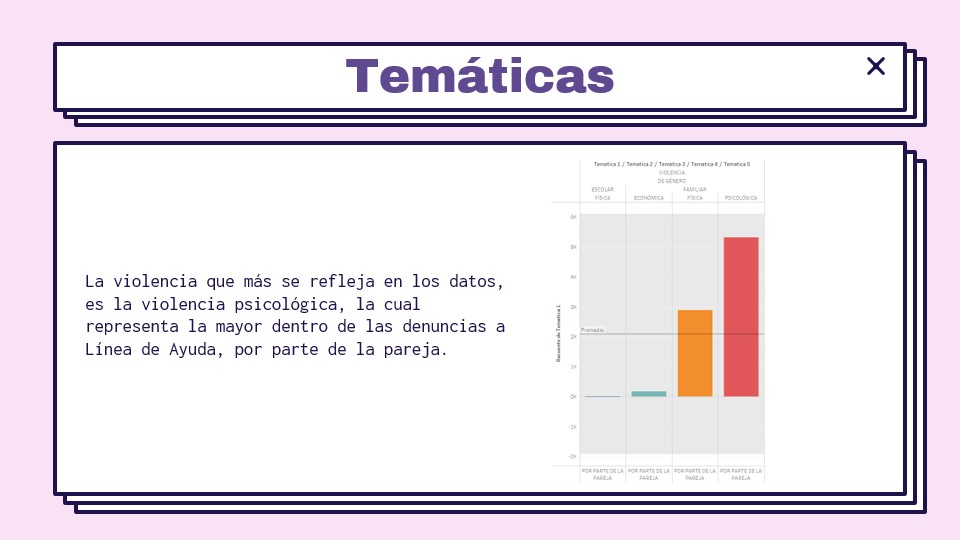 Temáticas
La violencia que más se refleja en los datos,
es la violencia psicológica, la cual
representa la mayor dentro de las denuncias a
Línea de Ayuda, por parte de la pareja.
Tematica 1 / Tematica 2 / Tematica 3 / Tematica 4 / Tematica 5
VIOLENCIA
DE GÉNERO
ESCOLAR FAMILIAR
FÍSICA ECONÓMICA FÍSICA PSICOLÓGICA
6K
5K
4K
3K
Promedio
2K
1K
0K
-1K
-2K
Recuento de Tematica 1
POR PARTE DE LA POR PARTE DE LA POR PARTE DE LA POR PARTE DE LA
PAREJA PAREJA PAREJA PAREJA